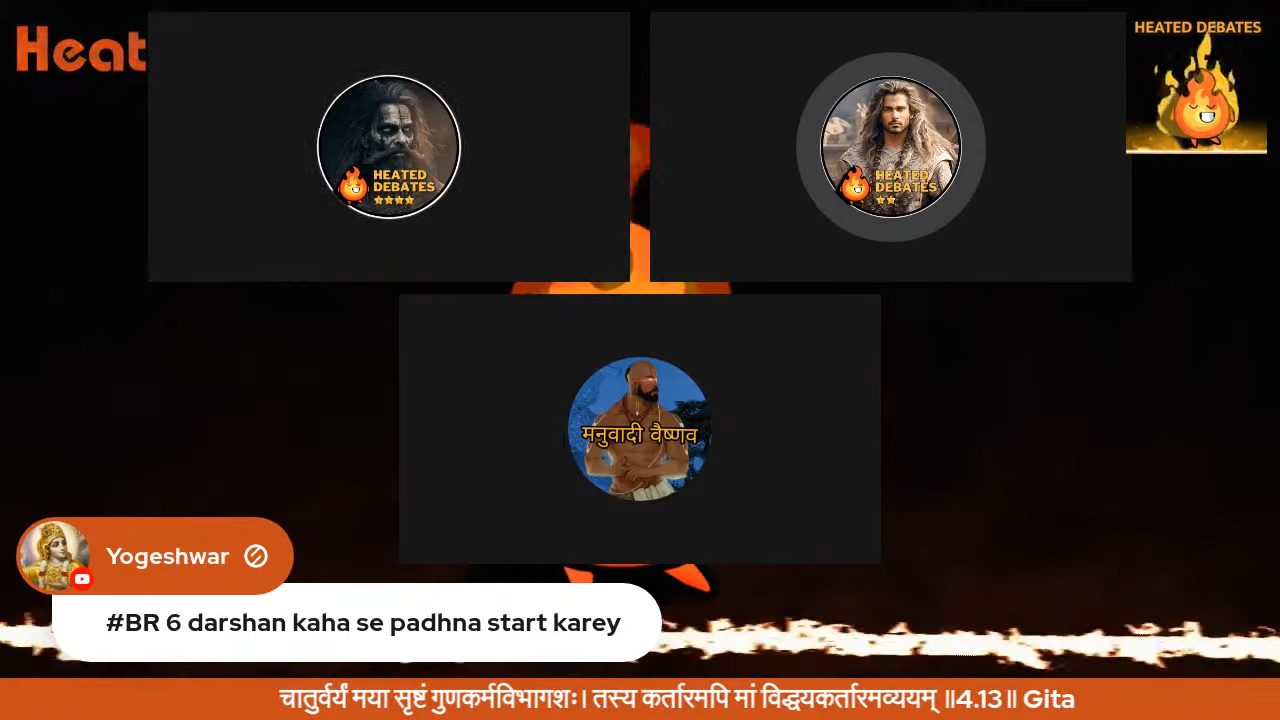 Heat
HEATED DEBATES
HEATED
DEBATES
HEATED
DEBATES
मनुवादी वैष्णव
Yogeshwar
#BR 6 darshan kaha se padhna start karey
चातुर्वर्यं मया सृष्टं गुणकर्मविभागशः। तस्य कर्तारमपि मां विद्धयकर्तारमव्ययम् ॥4.13॥ Gita